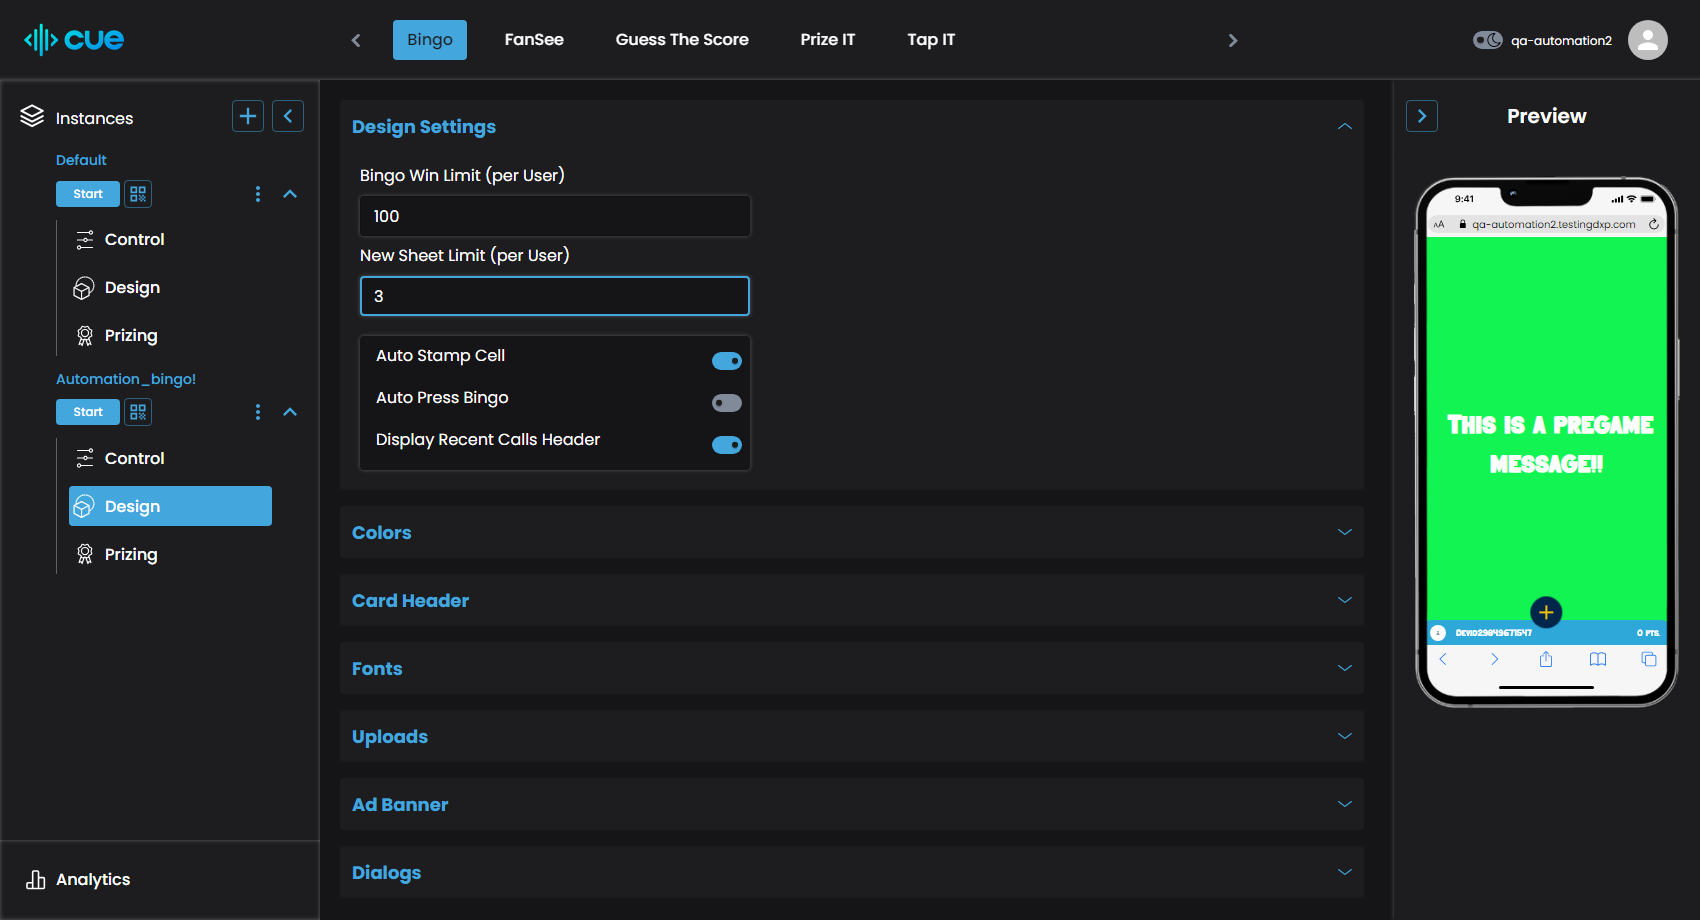 cue
Bingo
FanSee
Guess The Score
Prize IT
Tap IT
qa-automation2
Instances
Default
Start
Control
Design
Prizing
Automation_bingo!
Start
Control
Design
Prizing
Analytics
Design Settings
Bingo Win Limit (per User)
100
New Sheet Limit (per User)
3
Auto Stamp Cell
Auto Press Bingo
Display Recent Calls Header
Colors
Card Header
Fonts
Uploads
Ad Banner
Dialogs
Preview
9:41
AA qa-automation2.testingdxp.com
THIS IS A PREGAME
MESSAGE!!
DEVID29843671547
0 PTS.